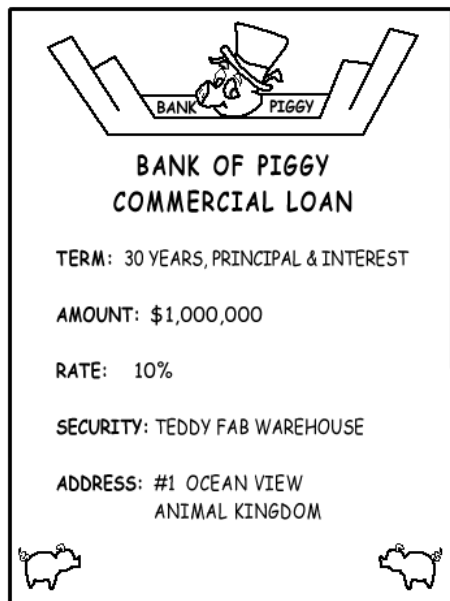 BANK PIGGY
BANK OF PIGGY
COMMERCIAL LOAN
TERM: 30 YEARS, PRINCIPAL & INTEREST
AMOUNT: $1,000,000
RATE: 10%
SECURITY: TEDDY FAB WAREHOUSE
ADDRESS: #1 OCEAN VIEW
ANIMAL KINGDOM